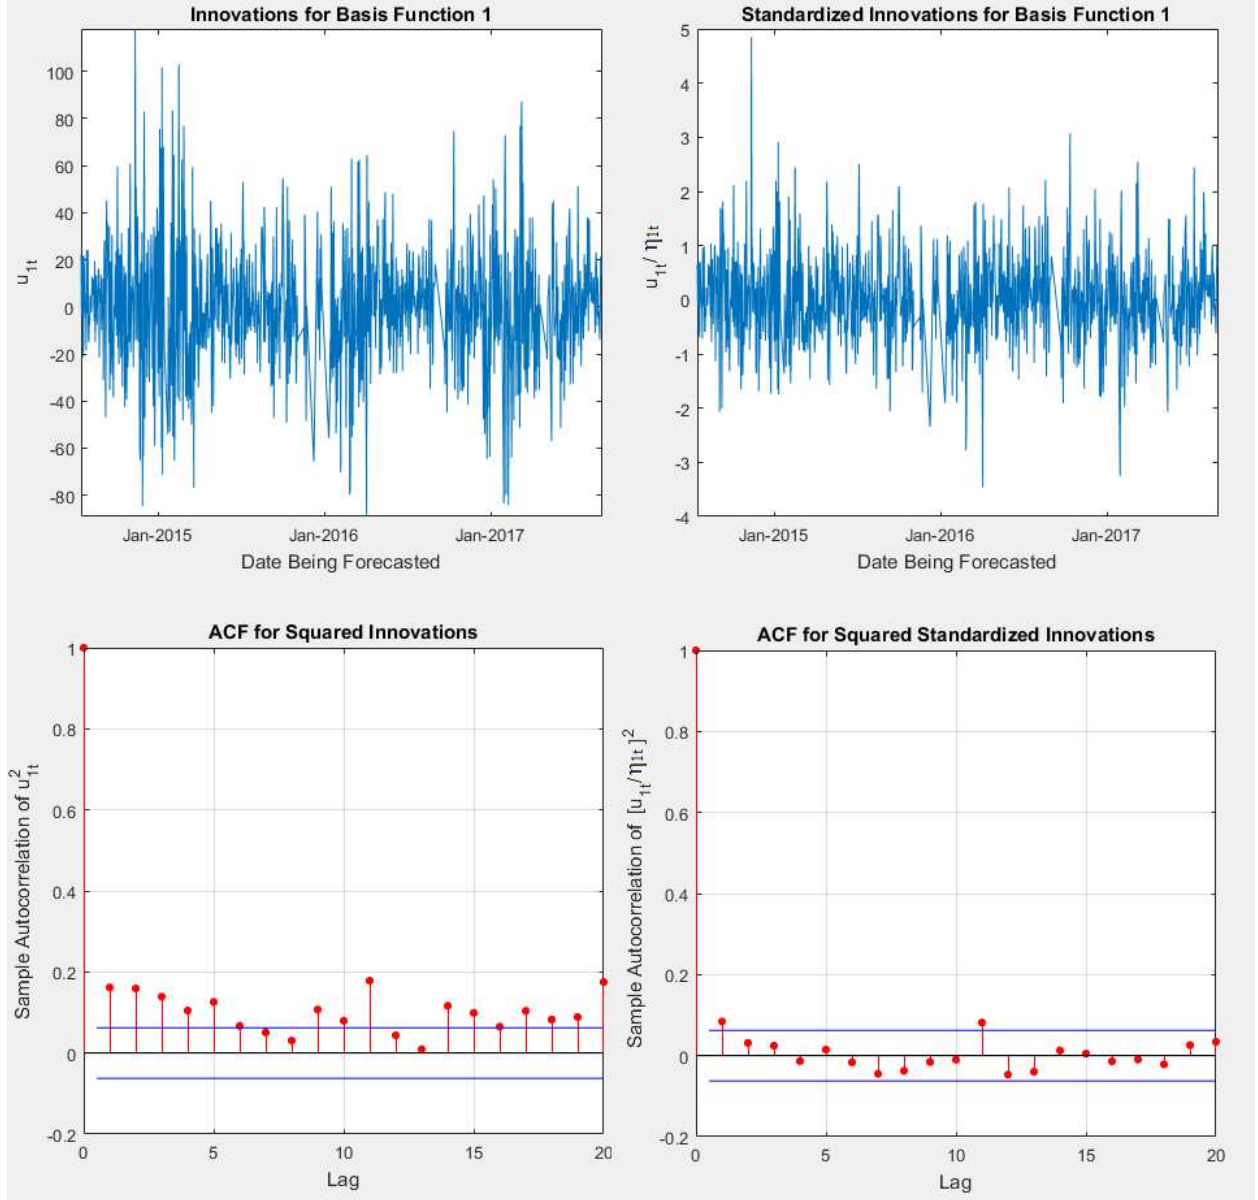 Innovations for Basis Function 1
100
80
60
40
20
0
-20
-40
-60
-80
u1t
Jan-2015 Jan-2016 Jan-2017
Date Being Forecasted
Standardized Innovations for Basis Function 1
5
4
3
2
1
0
-1
-2
-3
-4
u1t/ η1t
Jan-2015 Jan-2016 Jan-2017
Date Being Forecasted
ACF for Squared Innovations
1
0.8
0.6
0.4
0.2
0
-0.2
Sample Autocorrelation of u²1t
0 5 10 15 20
Lag
ACF for Squared Standardized Innovations
1
0.8
0.6
0.4
0.2
0
-0.2
Sample Autocorrelation of [u1t/η1t ]²
0 5 10 15 20
Lag